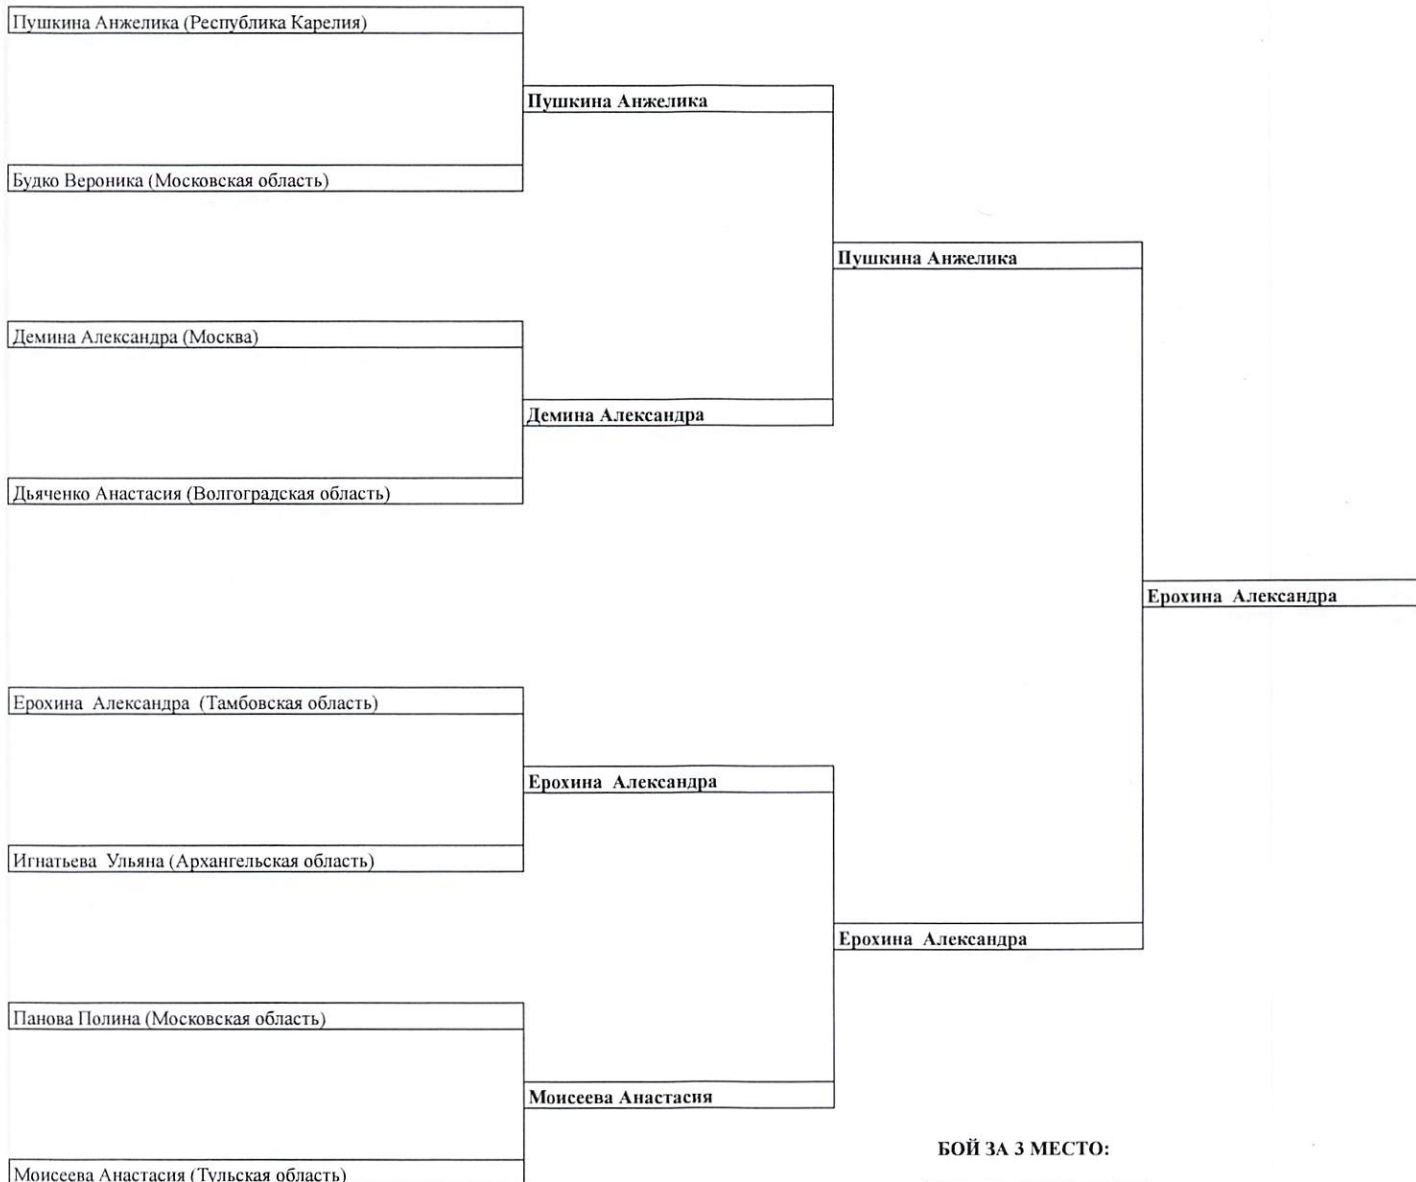 Пушкина Анжелика (Республика Карелия)
Пушкина Анжелика
Будко Вероника (Московская область)
Пушкина Анжелика
Демина Александра (Москва)
Демина Александра
Дьяченко Анастасия (Волгоградская область)
Ерохина Александра
Ерохина Александра (Тамбовская область)
Ерохина Александра
Игнатьева Ульяна (Архангельская область)
Ерохина Александра
Панова Полина (Московская область)
Моисеева Анастасия
БОЙ ЗА 3 МЕСТО:
Моисеева Анастасия (Тульская область)